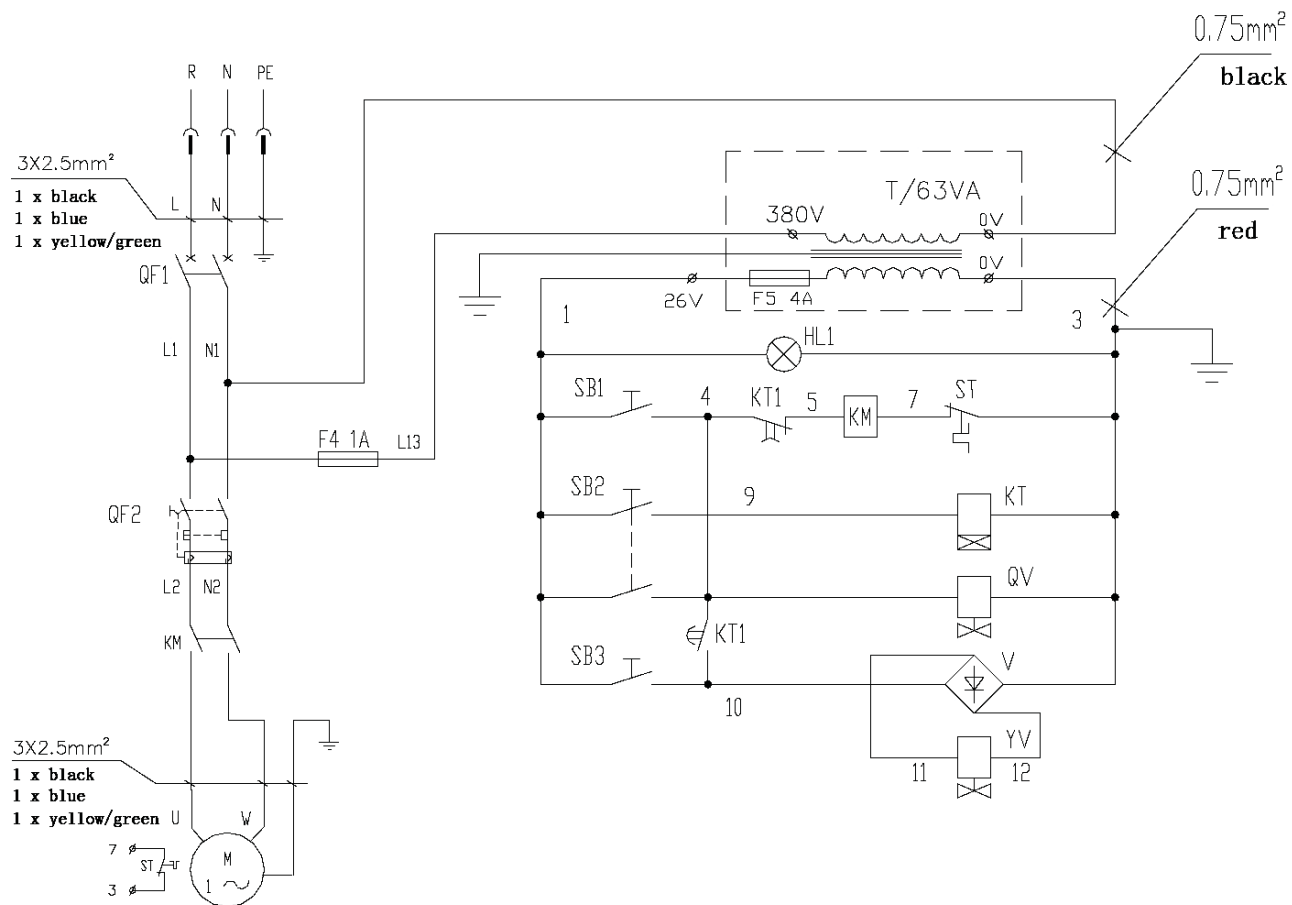 0.75mm²
black
R N PE
3X2.5mm²
1 x black
1 x blue
1 x yellow/green
L N
T/63VA
0.75mm²
red
380V 0V
QF1
26V F5 4A 0V
1 3
L1 N1
HL1
SB1 4 KT1 5 KM 7 ST
F4 1A L13
SB2 9 KT
QF2
L2 N2
QV
KM
KT1
SB3
V
10
YV
11 12
3X2.5mm²
1 x black
1 x blue
1 x yellow/green
U W
7
ST
3
M
1